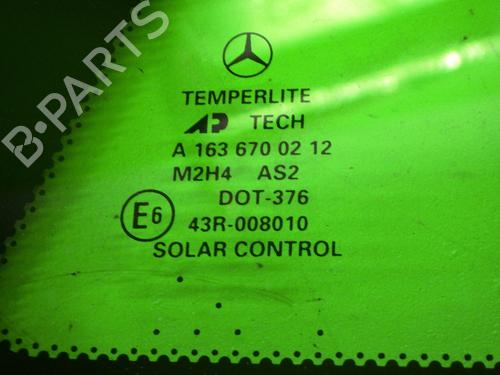 B-PARTS
TEMPERLITE
AP TECH
A 163 670 02 12
M2H4 AS2
DOT-376
E6
43R-008010
SOLAR CONTROL